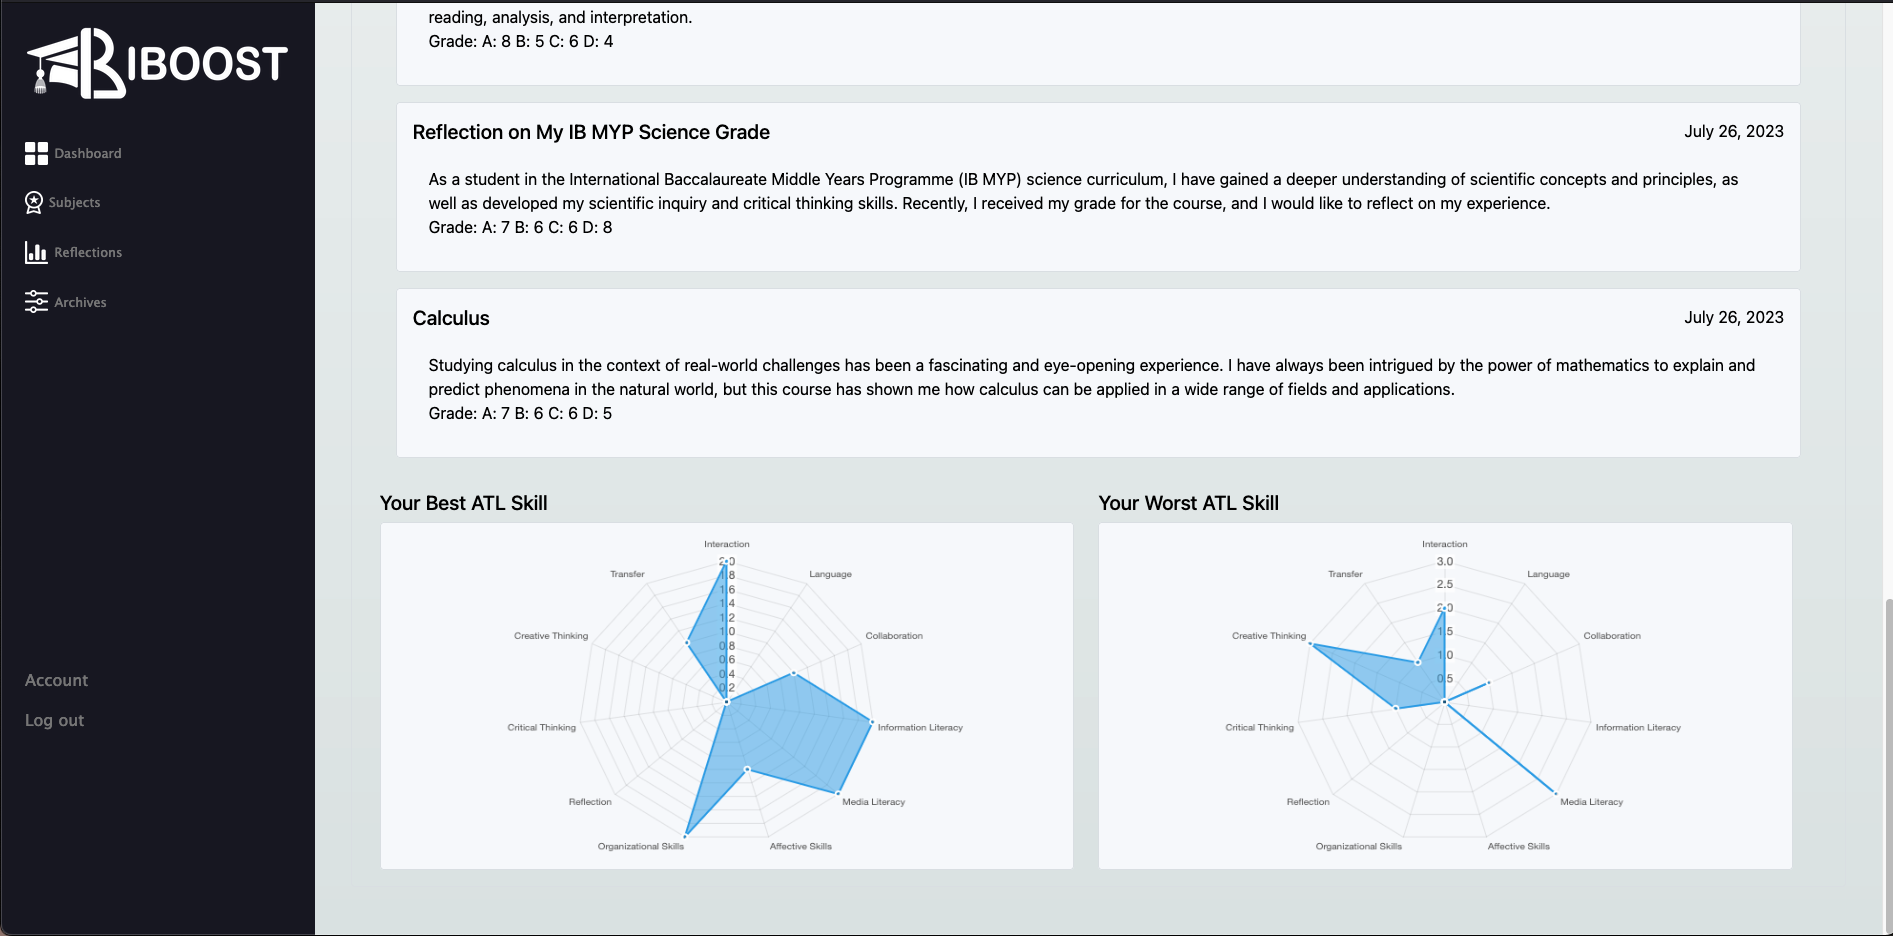 IBOOST
Dashboard
Subjects
Reflections
Archives
Account
Log out
reading, analysis, and interpretation.
Grade: A: 8 B: 5 C: 6 D: 4
Reflection on My IB MYP Science Grade
July 26, 2023
As a student in the International Baccalaureate Middle Years Programme (IB MYP) science curriculum, I have gained a deeper understanding of scientific concepts and principles, as
well as developed my scientific inquiry and critical thinking skills. Recently, I received my grade for the course, and I would like to reflect on my experience.
Grade: A: 7 B: 6 C: 6 D: 8
Calculus
July 26, 2023
Studying calculus in the context of real-world challenges has been a fascinating and eye-opening experience. I have always been intrigued by the power of mathematics to explain and
predict phenomena in the natural world, but this course has shown me how calculus can be applied in a wide range of fields and applications.
Grade: A: 7 B: 6 C: 6 D: 5
Your Best ATL Skill
Interaction
2.0
Transfer
1.8
Language
1.6
1.4
1.2
Creative Thinking
1.0
Collaboration
0.8
0.6
0.4
0.2
Critical Thinking
Information Literacy
Reflection
Media Literacy
Organizational Skills
Affective Skills
Your Worst ATL Skill
Interaction
3.0
Transfer
Language
2.5
2.0
1.5
Creative Thinking
Collaboration
1.0
0.5
Critical Thinking
Information Literacy
Reflection
Media Literacy
Organizational Skills
Affective Skills